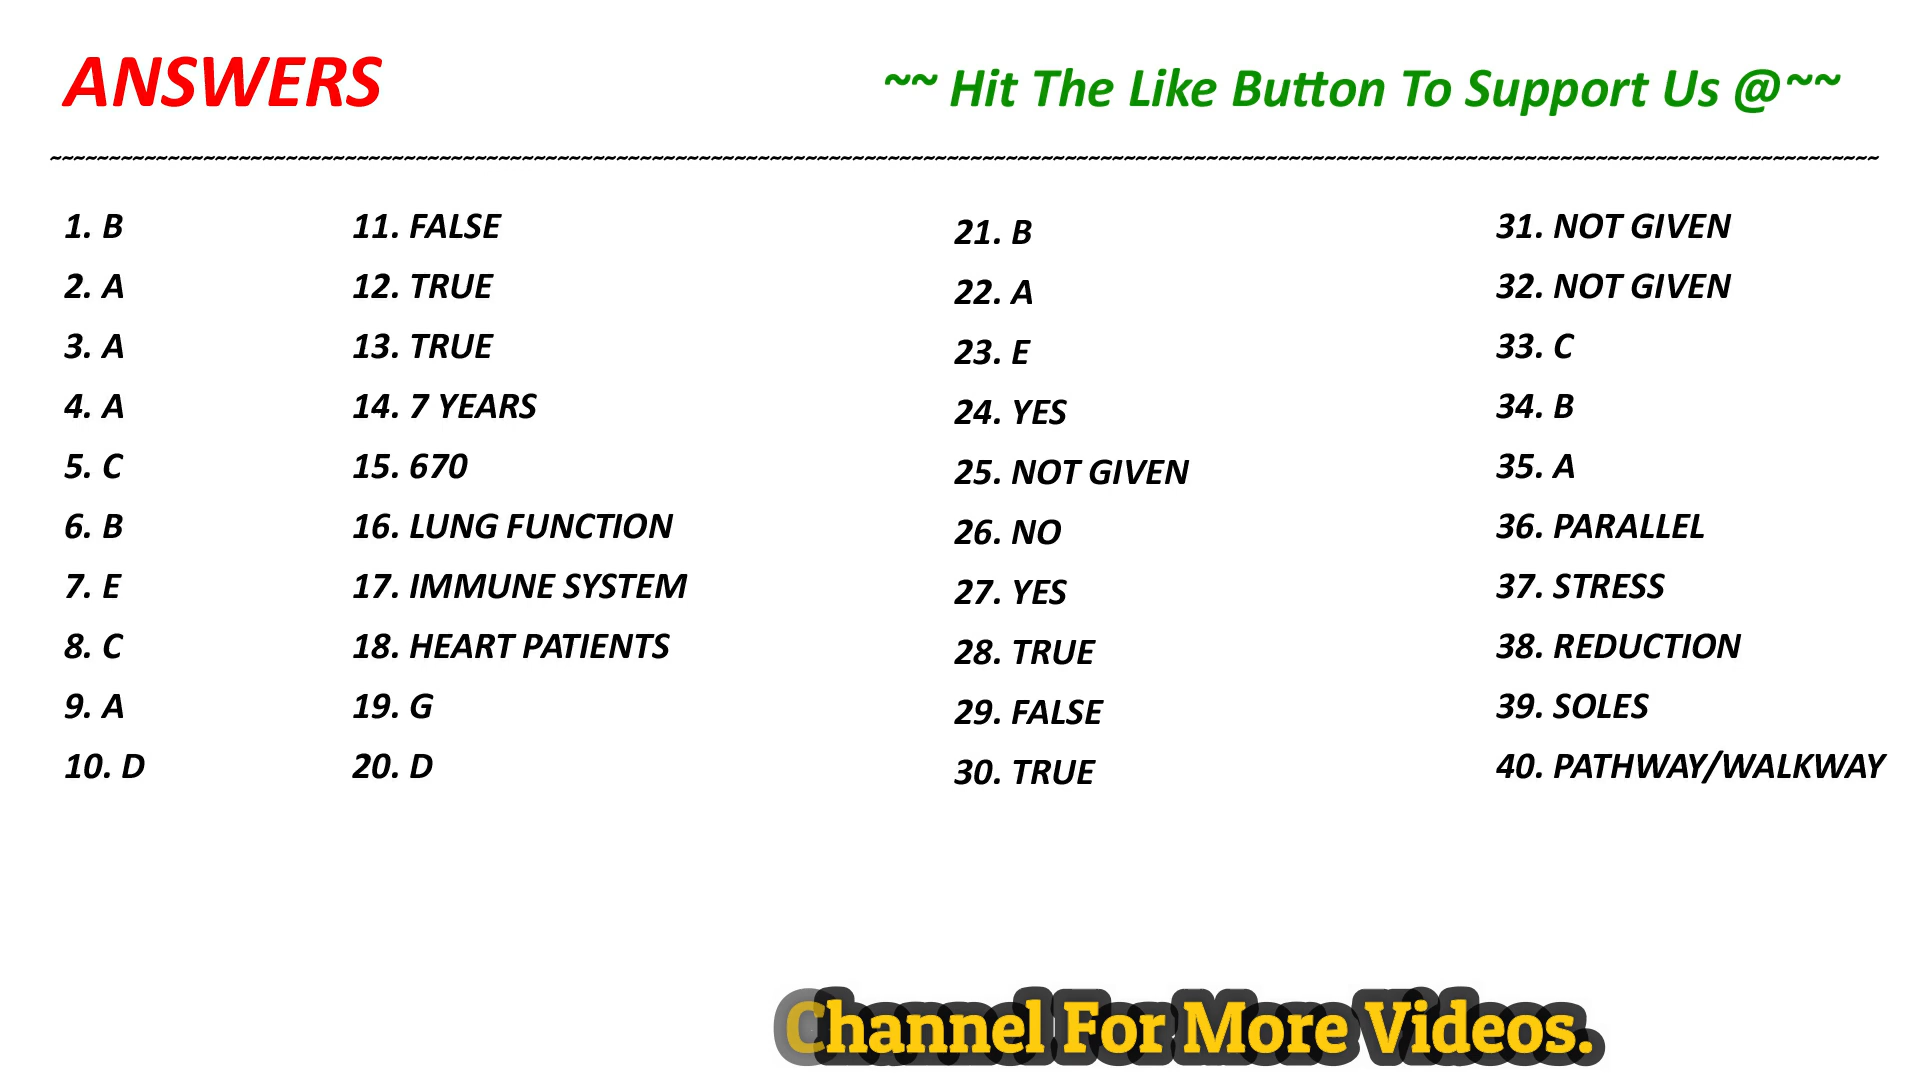 ANSWERS
~~ Hit The Like Button To Support Us @~~
1. B
2. A
3. A
4. A
5. C
6. B
7. E
8. C
9. A
10. D
11. FALSE
12. TRUE
13. TRUE
14. 7 YEARS
15. 670
16. LUNG FUNCTION
17. IMMUNE SYSTEM
18. HEART PATIENTS
19. G
20. D
21. B
22. A
23. E
24. YES
25. NOT GIVEN
26. NO
27. YES
28. TRUE
29. FALSE
30. TRUE
31. NOT GIVEN
32. NOT GIVEN
33. C
34. B
35. A
36. PARALLEL
37. STRESS
38. REDUCTION
39. SOLES
40. PATHWAY/WALKWAY
Channel For More Videos.